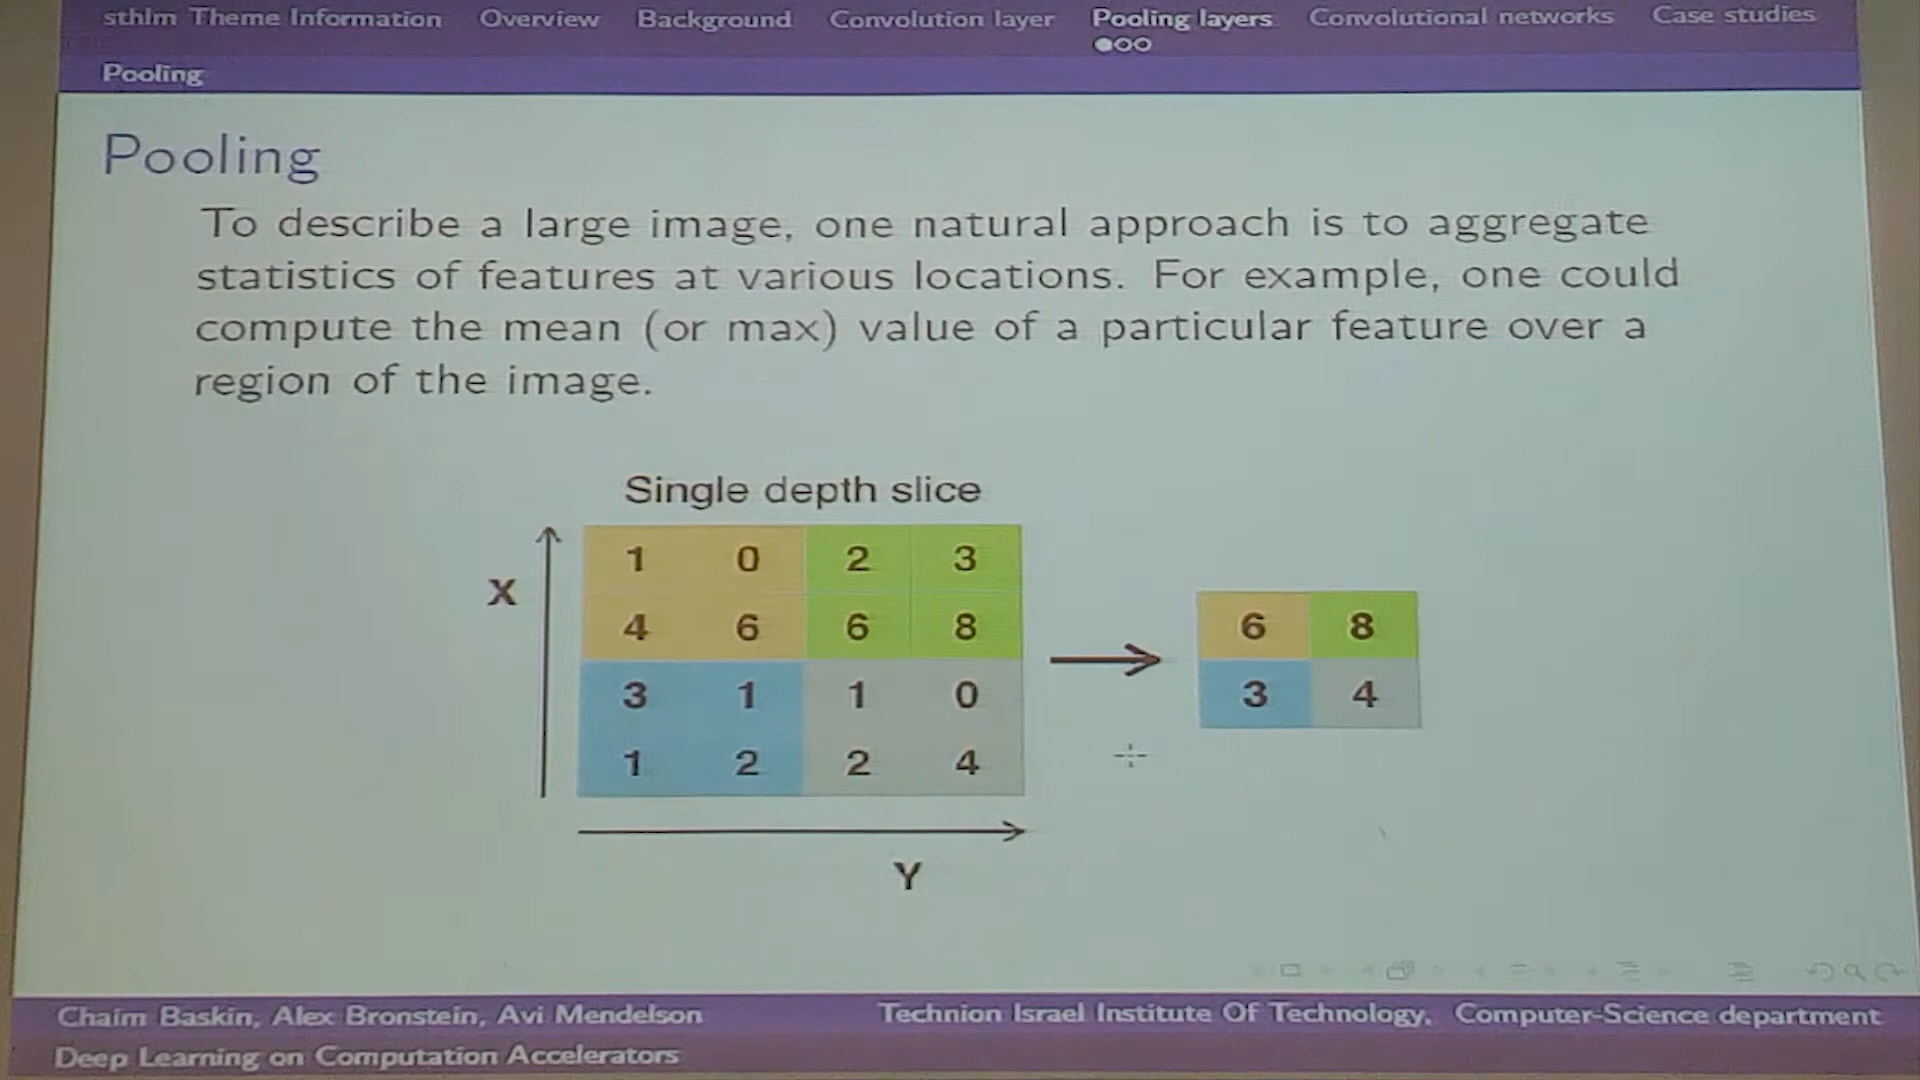 sthlm Theme Information Overview Background Convolution layer Pooling layers Convolutional networks Case studies
Pooling
Pooling
To describe a large image, one natural approach is to aggregate
statistics of features at various locations. For example, one could
compute the mean (or max) value of a particular feature over a
region of the image.
Single depth slice
X
1 0 2 3
4 6 6 8
3 1 1 0
1 2 2 4
6 8
3 4
Y
Chaim Baskin, Alex Bronstein, Avi Mendelson
Technion Israel Institute Of Technology, Computer-Science department
Deep Learning on Computation Accelerators